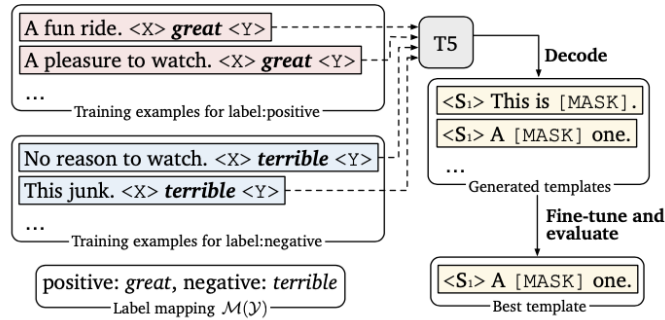 A fun ride. <X> great <Y>
A pleasure to watch. <X> great <Y>
...
Training examples for label:positive
No reason to watch. <X> terrible <Y>
This junk. <X> terrible <Y>
...
Training examples for label:negative
positive: great, negative: terrible
Label mapping M(Y)
T5
Decode
<S₁> This is [MASK].
<S₁> A [MASK] one.
...
Generated templates
Fine-tune and
evaluate
<S₁> A [MASK] one.
Best template